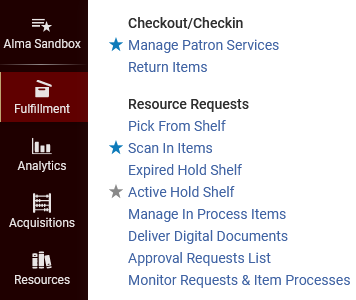 Alma Sandbox
Fulfillment
Analytics
Acquisitions
Resources
Checkout/Checkin
Manage Patron Services
Return Items
Resource Requests
Pick From Shelf
Scan In Items
Expired Hold Shelf
Active Hold Shelf
Manage In Process Items
Deliver Digital Documents
Approval Requests List
Monitor Requests & Item Processes